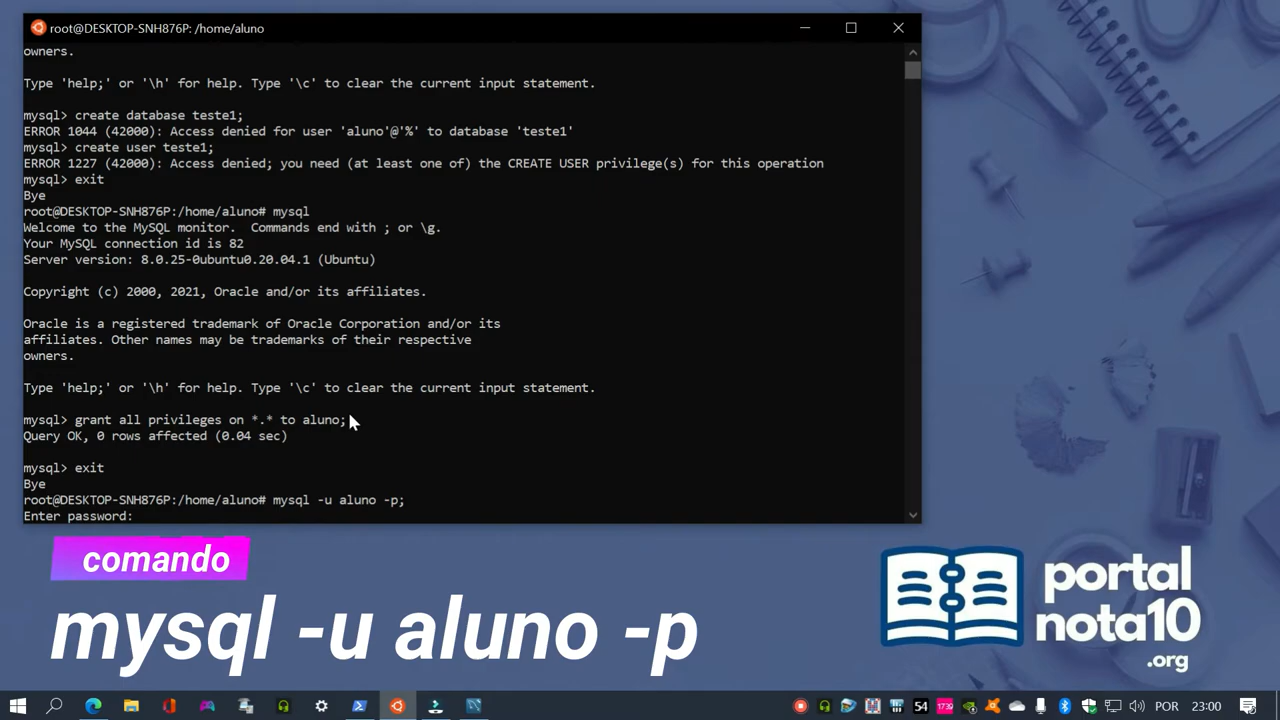 root@DESKTOP-SNH876P: /home/aluno
owners.
Type 'help;' or '\h' for help. Type '\c' to clear the current input statement.
mysql> create database teste1;
ERROR 1044 (42000): Access denied for user 'aluno'@'%' to database 'teste1'
mysql> create user teste1;
ERROR 1227 (42000): Access denied; you need (at least one of) the CREATE USER privilege(s) for this operation
mysql> exit
Bye
root@DESKTOP-SNH876P:/home/aluno# mysql
Welcome to the MySQL monitor.  Commands end with ; or \g.
Your MySQL connection id is 82
Server version: 8.0.25-0ubuntu0.20.04.1 (Ubuntu)
Copyright (c) 2000, 2021, Oracle and/or its affiliates.
Oracle is a registered trademark of Oracle Corporation and/or its
affiliates. Other names may be trademarks of their respective
owners.
Type 'help;' or '\h' for help. Type '\c' to clear the current input statement.
mysql> grant all privileges on *.* to aluno;
Query OK, 0 rows affected (0.04 sec)
mysql> exit
Bye
root@DESKTOP-SNH876P:/home/aluno# mysql -u aluno -p;
Enter password:
comando
mysql -u aluno -p
portal
nota10
.org
54
1739
POR
23:00